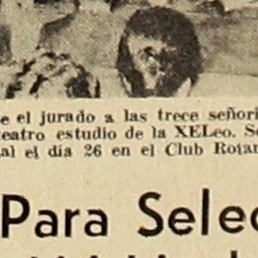 e el jurado a las trece señori
eatro estudio de la XELeo. Se
al el día 26 en el Club Rotar
Para Selec